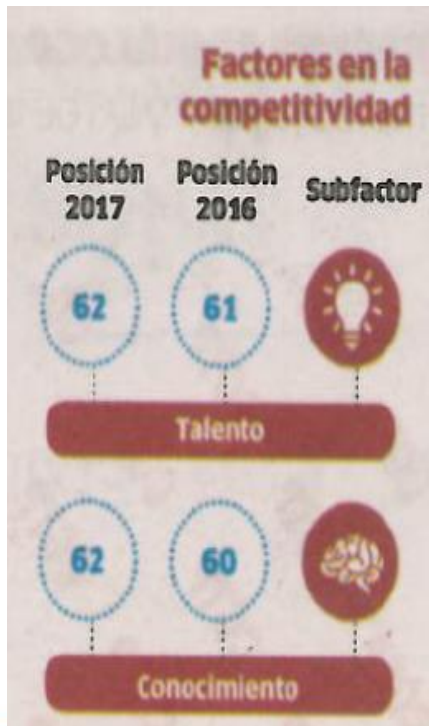 Factores en la
competitividad
Posición
2017
Posición
2016
Subfactor
62
61
Talento
62
60
Conocimiento